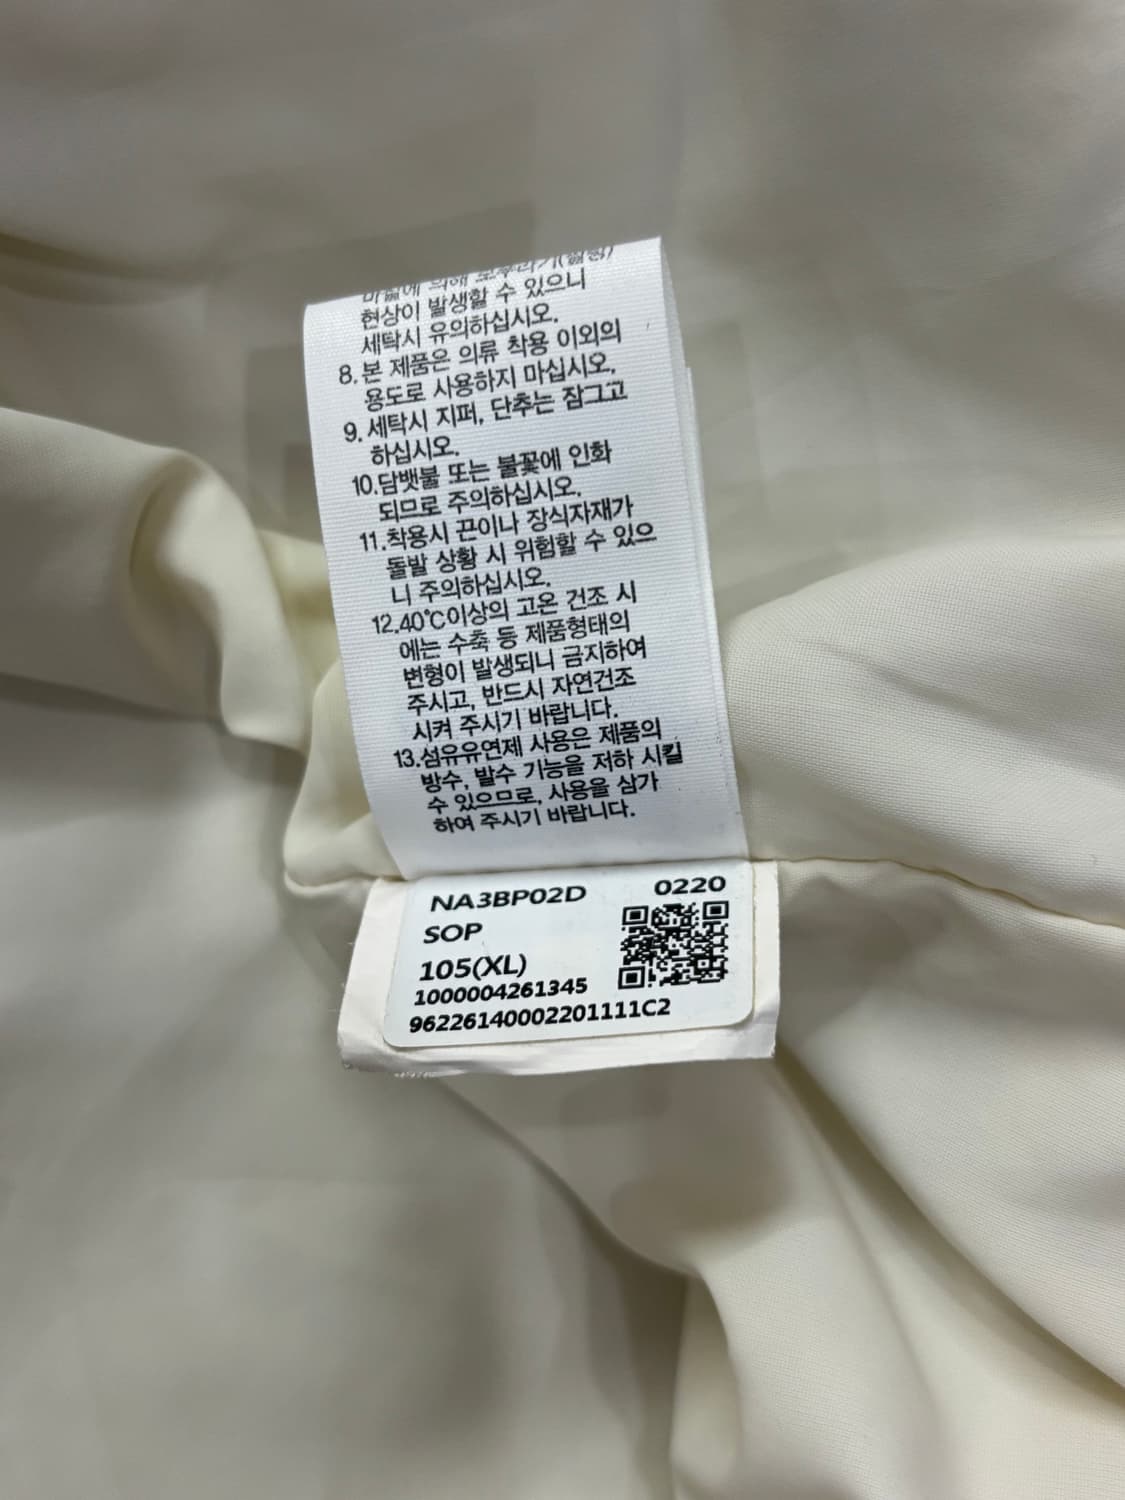 현상이 발생할 수 있으니
세탁시 유의하십시오.
8. 본 제품은 의류 착용 이외의
용도로 사용하지 마십시오.
9. 세탁시 지퍼, 단추는 잠그고
하십시오.
10.담뱃불 또는 불꽃에 인화
되므로 주의하십시오.
11.착용시 끈이나 장식자재가
돌발 상황 시 위험할 수 있으
니 주의하십시오.
12.40℃이상의 고온 건조 시
에는 수축 등 제품형태의
변형이 발생되니 금지하여
주시고, 반드시 자연건조
시켜 주시기 바랍니다.
13.섬유유연제 사용은 제품의
방수, 발수 기능을 저하 시킬
수 있으므로, 사용을 삼가
하여 주시기 바랍니다.
NA3BP02D 0220
SOP
105(XL)
1000004261345
96226140002201111C2